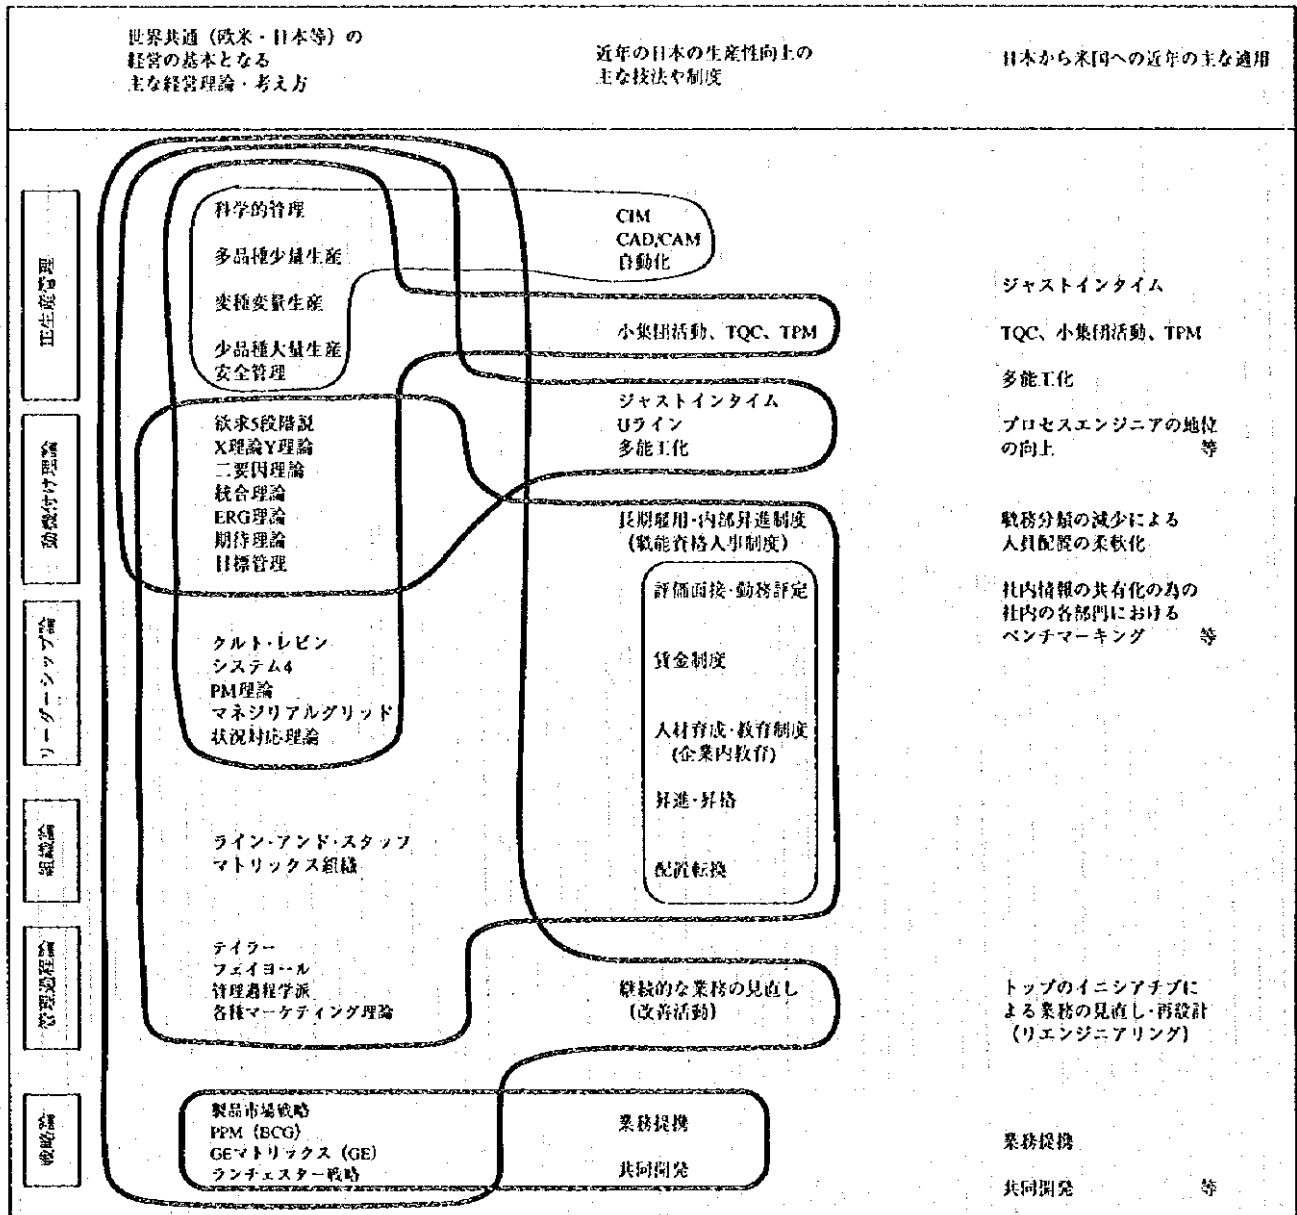 世界共通（欧米・日本等）の
経営の基本となる
主な経営理論・考え方
近年の日本の生産性向上の
主な技法や制度
日本から米国への近年の主な適用
生産管理
科学的管理
多品種少量生産
変種変量生産
少品種大量生産
安全管理
CIM
CAD/CAM
自動化
小集団活動、TQC、TPM
ジャストインタイム
Uライン
多能工化
ジャストインタイム
TQC、小集団活動、TPM
多能工化
プロセスエンジニアの地位
の向上 等
動機付け理論
欲求5段階説
X理論Y理論
二要因理論
統合理論
ERG理論
期待理論
目標管理
長期雇用・内部昇進制度
(職能資格人事制度)
評価面接・勤務評定
賃金制度
人材育成・教育制度
(企業内教育)
昇進・昇格
配置転換
職務分類の減少による
人員配置の柔軟化
社内情報の共有化の為の
社内の各部門における
ベンチマーキング 等
リーダーシップ論
クルト・レビン
システム4
PM理論
マネジリアルグリッド
状況対応理論
組織論
ライン・アンド・スタッフ
マトリックス組織
管理過程論
テイラー
フェイヨール
管理過程学派
各種マーケティング理論
継続的な業務の見直し
(改善活動)
トップのイニシアチブに
よる業務の見直し・再設計
(リエンジニアリング)
戦略論
製品市場戦略
PPM (BCG)
GEマトリックス (GE)
ランチェスター戦略
業務提携
共同開発
業務提携
共同開発 等